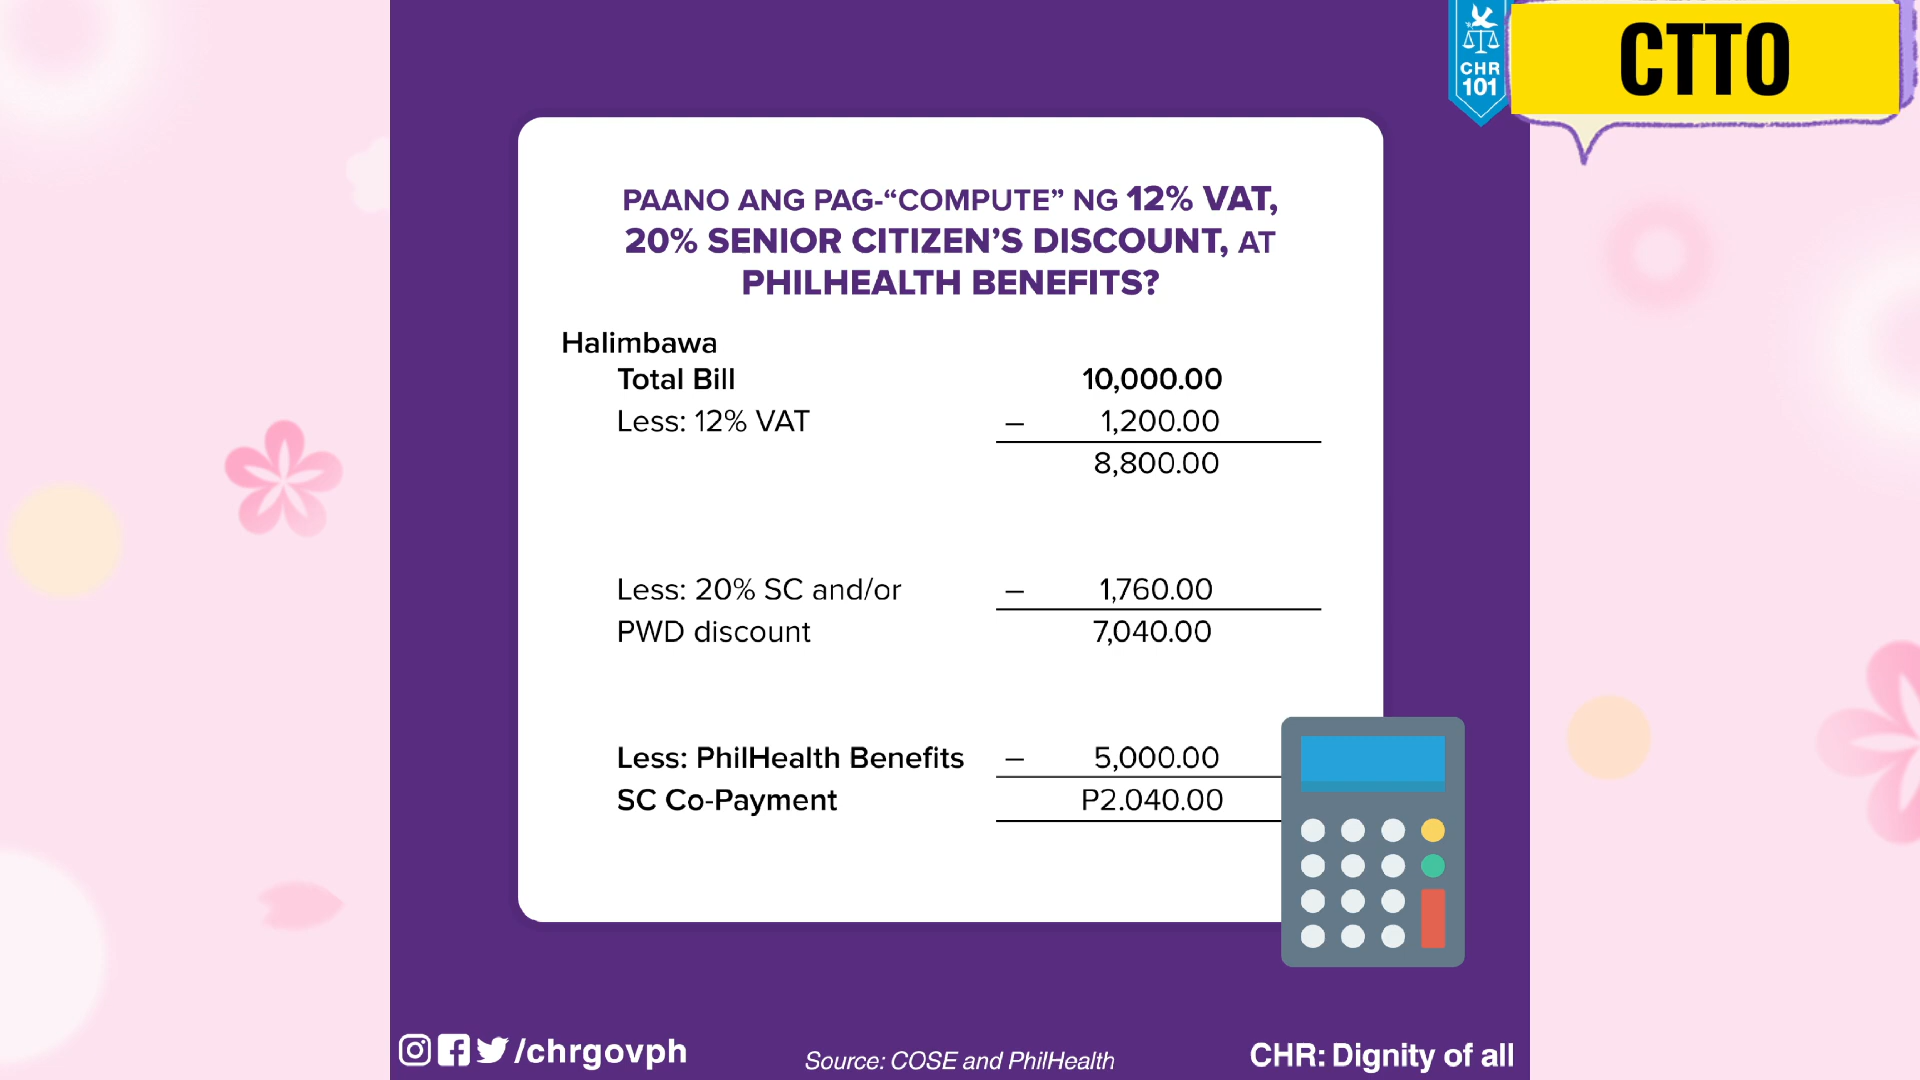 CHR
101
CTTO
PAANO ANG PAG-“COMPUTE” NG 12% VAT,
20% SENIOR CITIZEN’S DISCOUNT, AT
PHILHEALTH BENEFITS?
Halimbawa
Total Bill 10,000.00
Less: 12% VAT – 1,200.00
8,800.00
Less: 20% SC and/or – 1,760.00
PWD discount 7,040.00
Less: PhilHealth Benefits – 5,000.00
SC Co-Payment P2.040.00
/chrgovph
Source: COSE and PhilHealth
CHR: Dignity of all